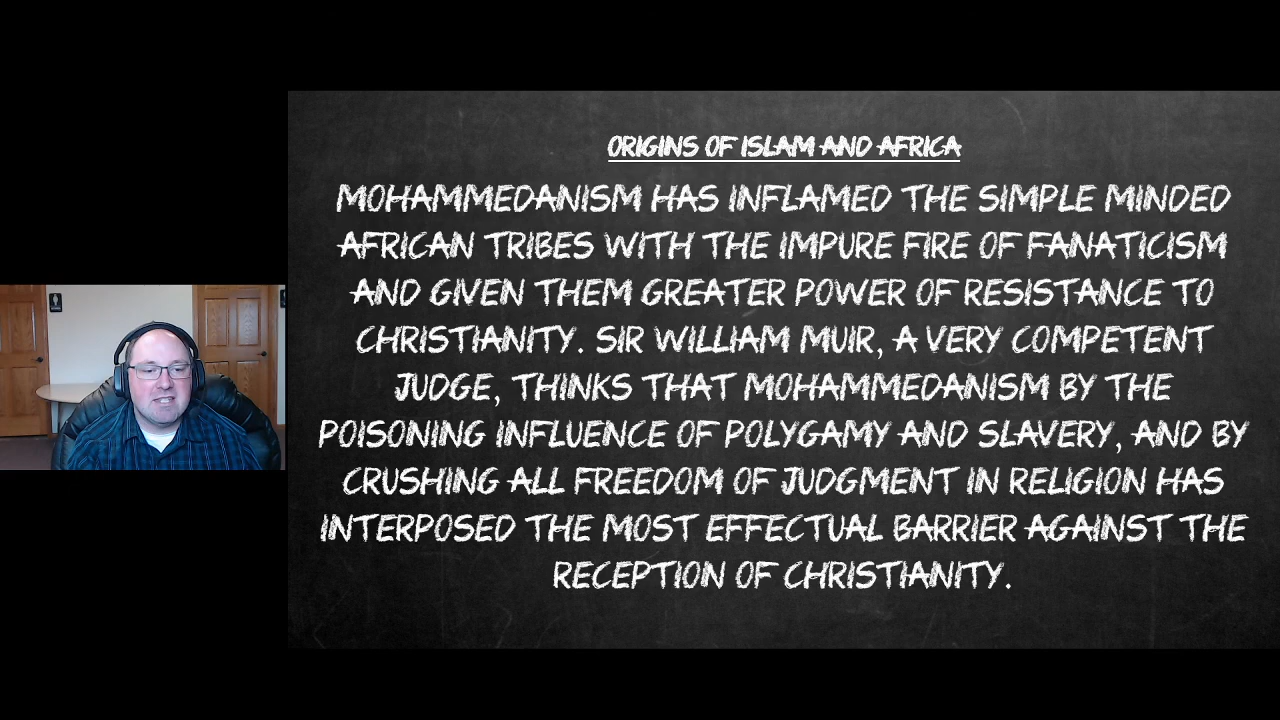 ORIGINS OF ISLAM AND AFRICA
MOHAMMEDANISM HAS INFLAMED THE SIMPLE MINDED
AFRICAN TRIBES WITH THE IMPURE FIRE OF FANATICISM
AND GIVEN THEM GREATER POWER OF RESISTANCE TO
CHRISTIANITY. SIR WILLIAM MUIR, A VERY COMPETENT
JUDGE, THINKS THAT MOHAMMEDANISM BY THE
POISONING INFLUENCE OF POLYGAMY AND SLAVERY, AND BY
CRUSHING ALL FREEDOM OF JUDGMENT IN RELIGION HAS
INTERPOSED THE MOST EFFECTUAL BARRIER AGAINST THE
RECEPTION OF CHRISTIANITY.